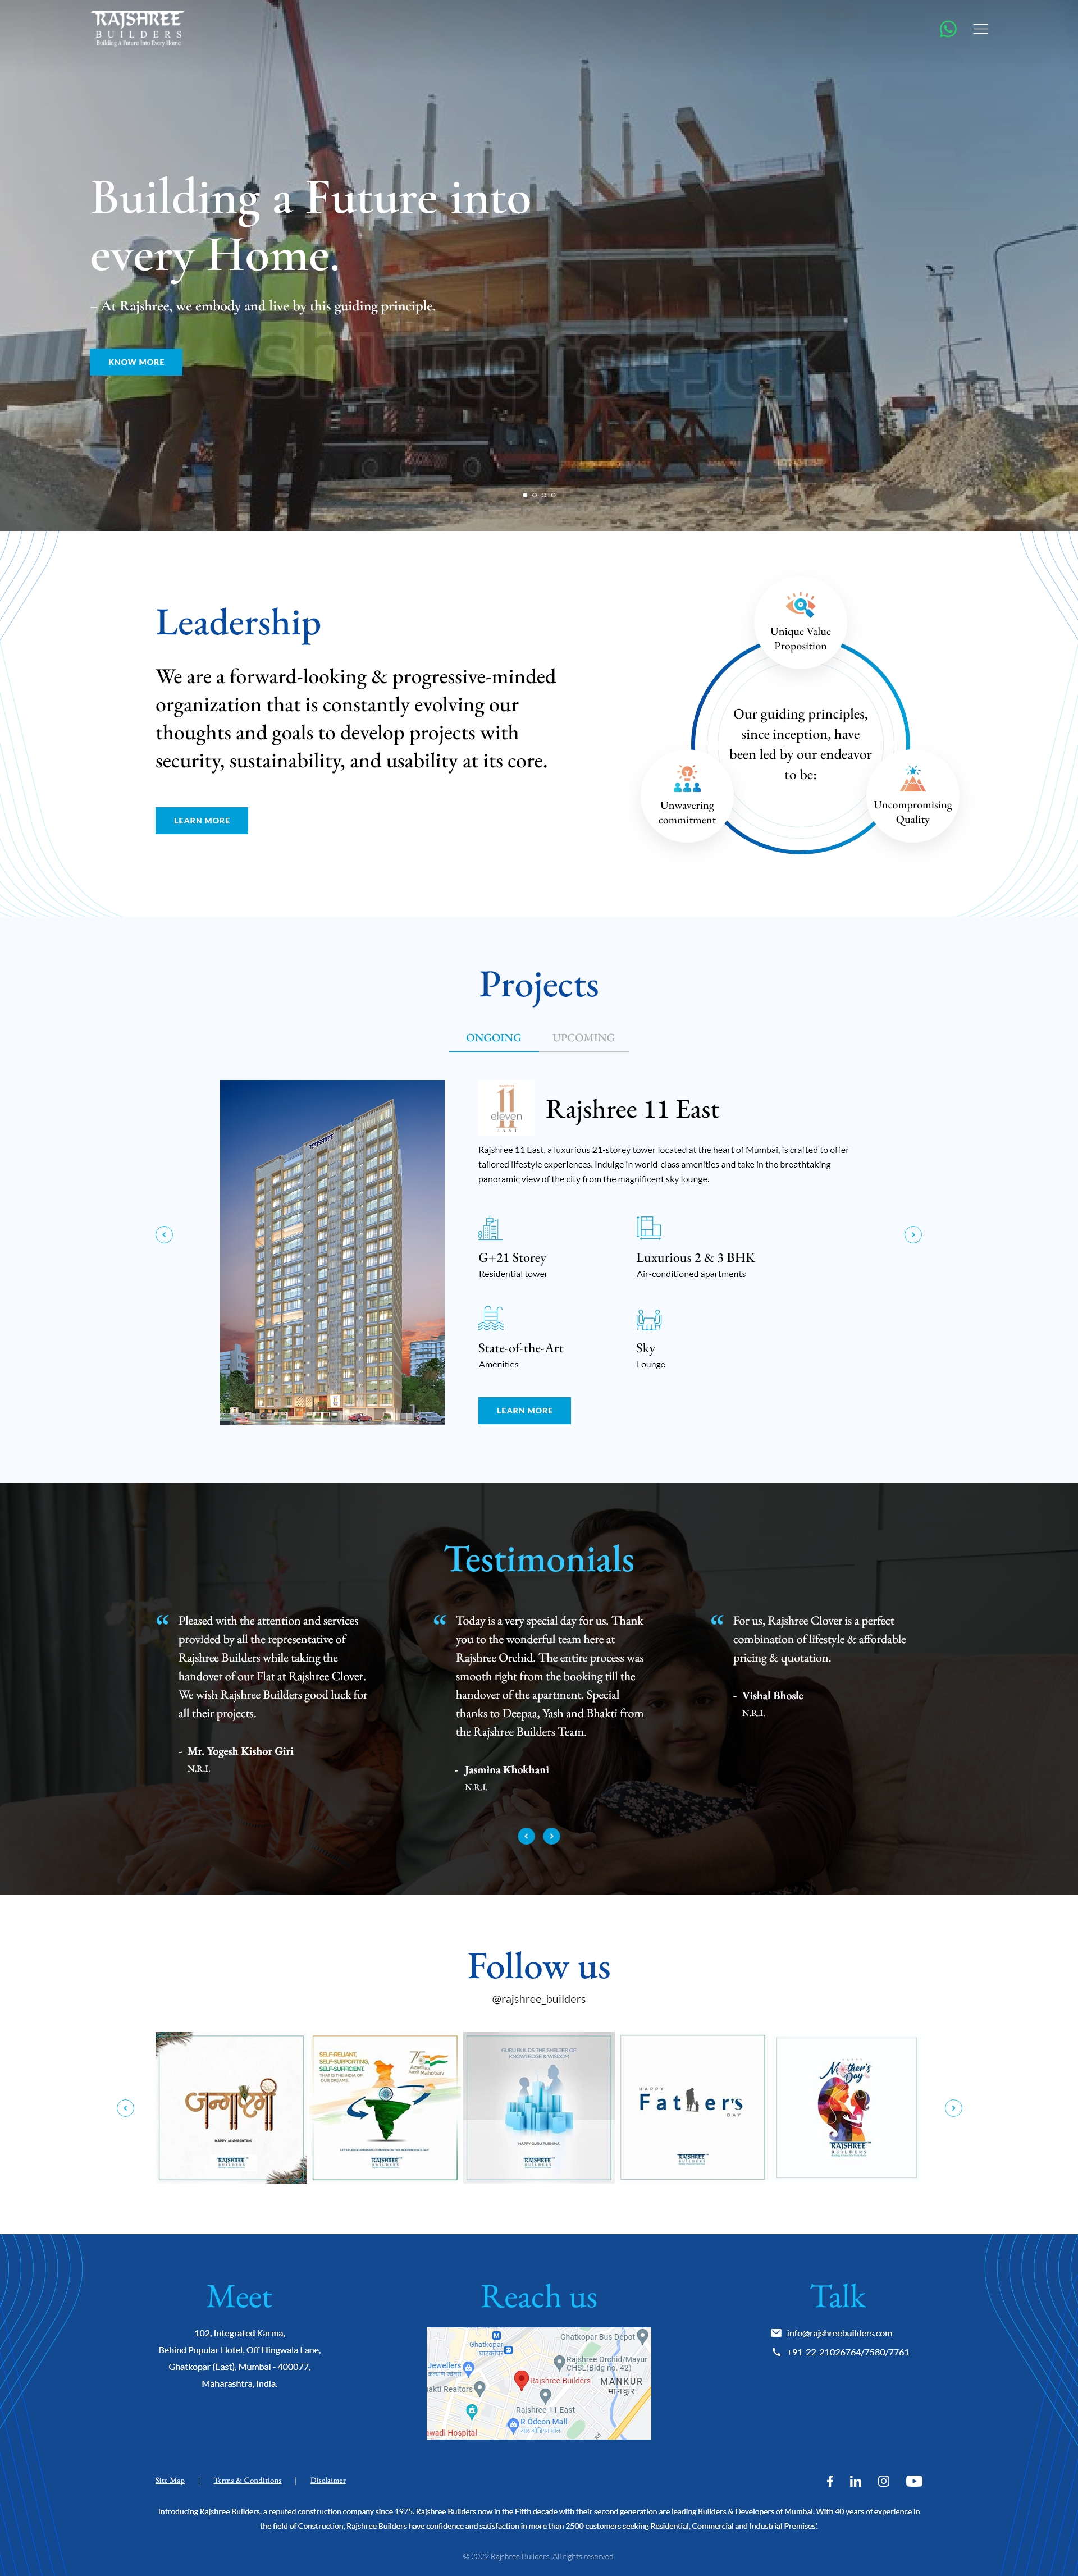 RAJSHREE
BUILDERS
Building A Future Into Every Home
Building a Future into
every Home.
– At Rajshree, we embody and live by this guiding principle.
KNOW MORE
shutterstock
Leadership
We are a forward-looking & progressive-minded
organization that is constantly evolving our
thoughts and goals to develop projects with
security, sustainability, and usability at its core.
LEARN MORE
Unique Value
Proposition
Our guiding principles,
since inception, have
been led by our endeavor
to be:
Unwavering
commitment
Uncompromising
Quality
Projects
ONGOING
UPCOMING
11
eleven
EAST
Rajshree 11 East
Rajshree 11 East, a luxurious 21-storey tower located at the heart of Mumbai, is crafted to offer
tailored lifestyle experiences. Indulge in world-class amenities and take in the breathtaking
panoramic view of the city from the magnificent sky lounge.
G+21 Storey
Residential tower
Luxurious 2 & 3 BHK
Air-conditioned apartments
State-of-the-Art
Amenities
Sky
Lounge
LEARN MORE
Testimonials
“ Pleased with the attention and services
provided by all the representative of
Rajshree Builders while taking the
handover of our Flat at Rajshree Clover.
We wish Rajshree Builders good luck for
all their projects.
- Mr. Yogesh Kishor Giri
N.R.I.
“ Today is a very special day for us. Thank
you to the wonderful team here at
Rajshree Orchid. The entire process was
smooth right from the booking till the
handover of the apartment. Special
thanks to Deepaa, Yash and Bhakti from
the Rajshree Builders Team.
- Jasmina Khokhani
N.R.I.
“ For us, Rajshree Clover is a perfect
combination of lifestyle & affordable
pricing & quotation.
- Vishal Bhosle
N.R.I.
Follow us
@rajshree_builders
जन्माष्टमी
HAPPY JANMASHTAMI
RAJSHREE
BUILDERS
SELF-RELIANT,
SELF-SUPPORTING,
SELF-SUFFICIENT.
THAT IS THE INDIA OF
OUR DREAMS.
75
Azadi Ka
Amrit Mahotsav
RAJSHREE
BUILDERS
GURU BUILDS THE SHELTER OF
KNOWLEDGE & WISDOM
HAPPY GURU PURNIMA
RAJSHREE
BUILDERS
HAPPY
Father's
DAY
RAJSHREE
BUILDERS
Mother's
Day
RAJSHREE
BUILDERS
Meet
102, Integrated Karma,
Behind Popular Hotel, Off Hingwala Lane,
Ghatkopar (East), Mumbai - 400077,
Maharashtra, India.
Reach us
Ghatkopar
घाटकोपर
Ghatkopar Bus Depot
Jewellers
Rajshree Orchid/Mayur
CHSL(Bldg no. 42)
Rajshree Builders
MANKUR
मानकुर
akti Realtors
Rajshree 11 East
R Odeon Mall
आर ओडियन मॉल
awadi Hospital
Rd
Talk
info@rajshreebuilders.com
+91-22-21026764/7580/7761
Site Map | Terms & Conditions | Disclaimer
Introducing Rajshree Builders, a reputed construction company since 1975. Rajshree Builders now in the Fifth decade with their second generation are leading Builders & Developers of Mumbai. With 40 years of experience in
the field of Construction, Rajshree Builders have confidence and satisfaction in more than 2500 customers seeking Residential, Commercial and Industrial Premises'.
© 2022 Rajshree Builders. All rights reserved.